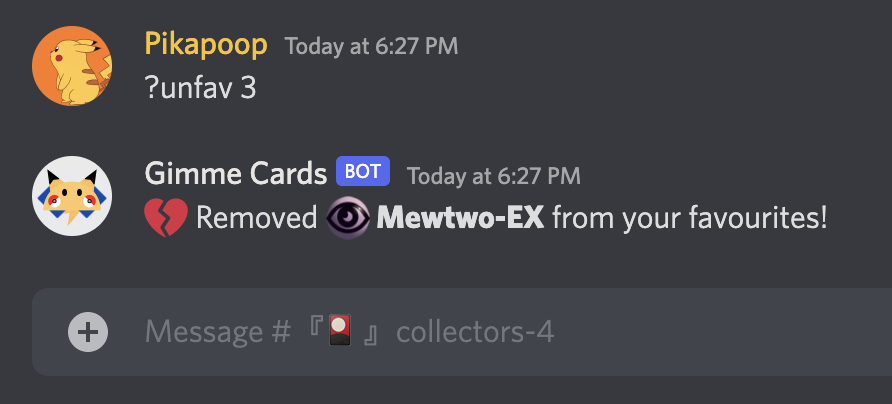 Pikapoop Today at 6:27 PM
?unfav 3
Gimme Cards BOT Today at 6:27 PM
💔 Removed Mewtwo-EX from your favourites!
Message # 『🎴』 collectors-4